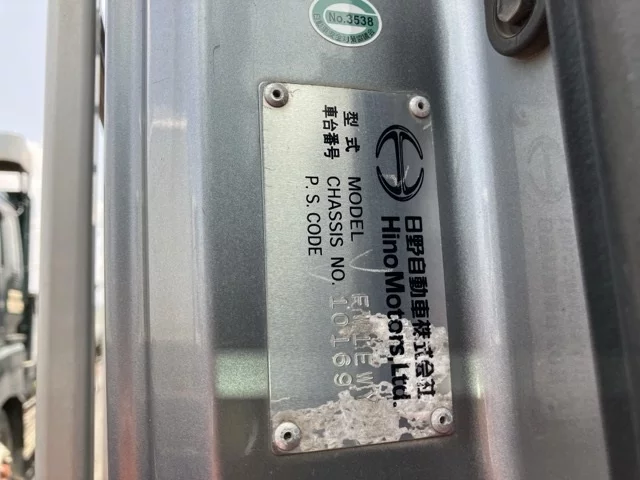 No.3538
日野自動車株式会社
Hino Motors, Ltd.
型式 MODEL
車台番号 CHASSIS NO.
10169
P. S. CODE